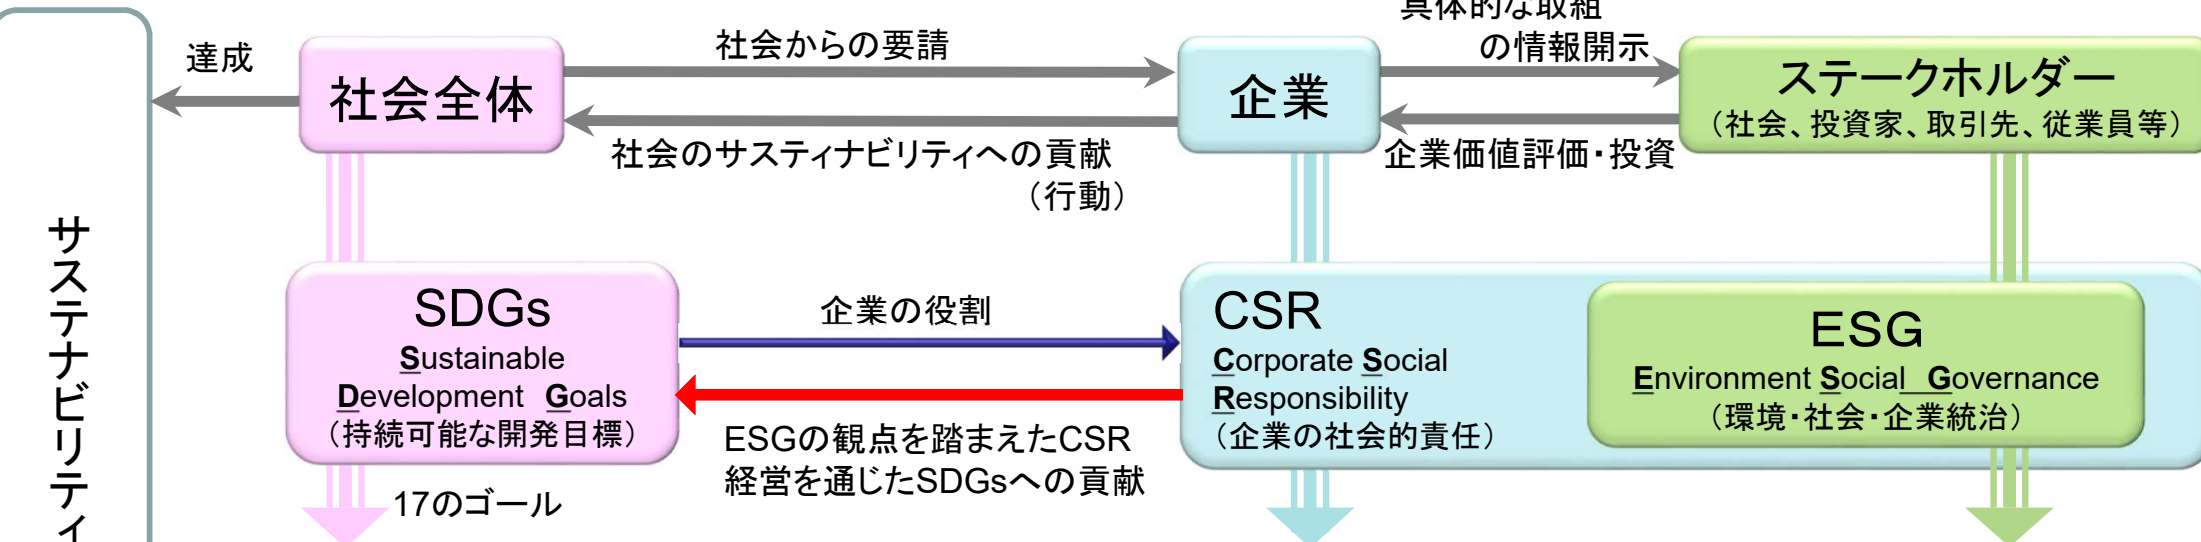 具体的な取組
の情報開示
達成
社会からの要請
社会全体
企業
ステークホルダー
（社会、投資家、取引先、従業員等）
社会のサスティナビリティへの貢献
（行動）
企業価値評価・投資
サステナビリティ
SDGs
Sustainable
Development Goals
（持続可能な開発目標）
企業の役割
ESGの観点を踏まえたCSR
経営を通じたSDGsへの貢献
CSR
Corporate Social
Responsibility
（企業の社会的責任）
ESG
Environment Social Governance
（環境・社会・企業統治）
17のゴール